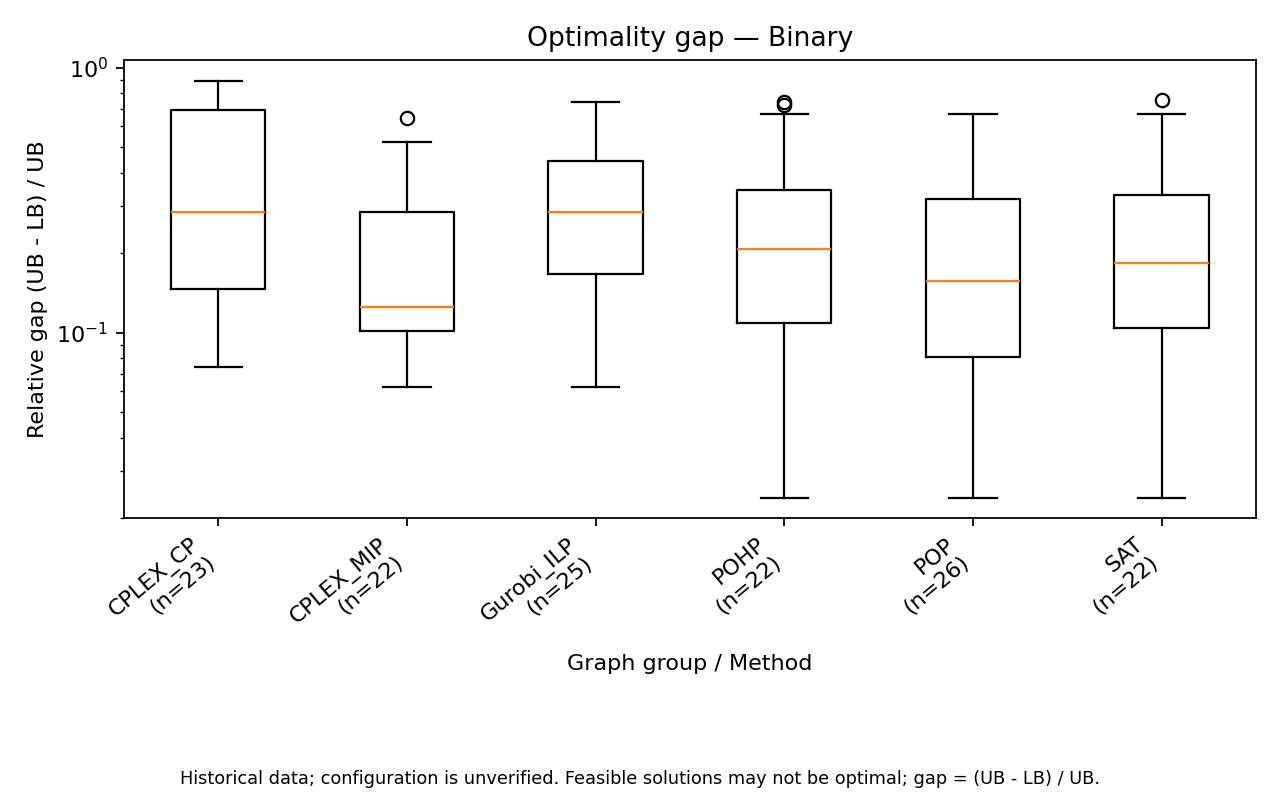 Optimality gap — Binary
Relative gap (UB - LB) / UB
10⁰
10⁻¹
CPLEX_CP
(n=23)
CPLEX_MIP
(n=22)
Gurobi_ILP
(n=25)
POHP
(n=22)
POP
(n=26)
SAT
(n=22)
Graph group / Method
Historical data; configuration is unverified. Feasible solutions may not be optimal; gap = (UB - LB) / UB.